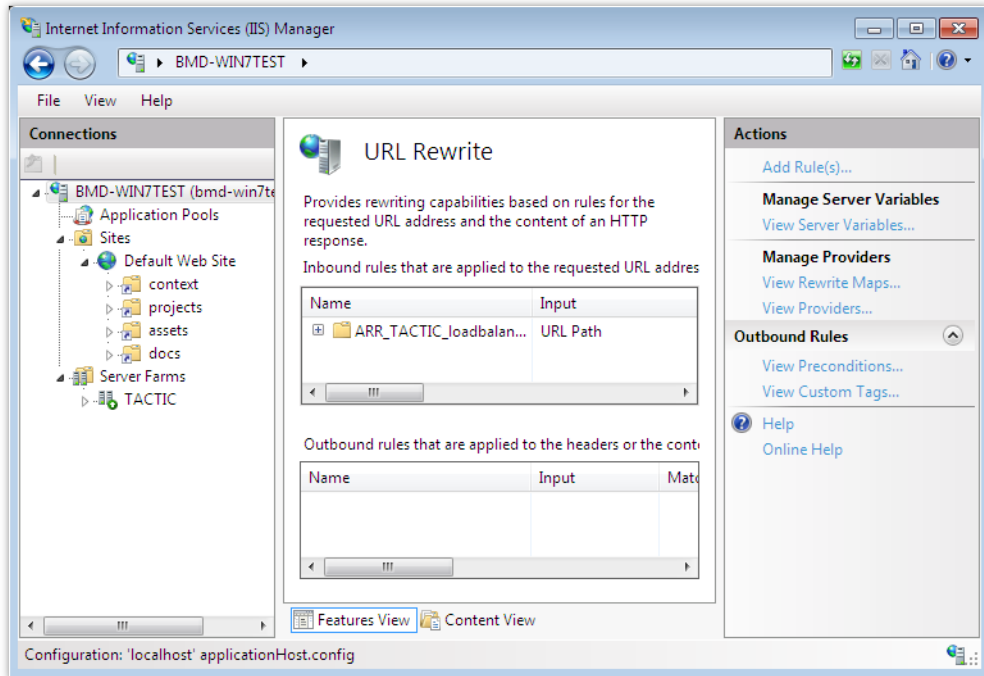 Internet Information Services (IIS) Manager
BMD-WIN7TEST
File View Help
Connections
BMD-WIN7TEST (bmd-win7te
Application Pools
Sites
Default Web Site
context
projects
assets
docs
Server Farms
TACTIC
URL Rewrite
Provides rewriting capabilities based on rules for the
requested URL address and the content of an HTTP
response.
Inbound rules that are applied to the requested URL addres
Name Input
ARR_TACTIC_loadbalan... URL Path
Outbound rules that are applied to the headers or the conte
Name Input Matc
Features View Content View
Actions
Add Rule(s)...
Manage Server Variables
View Server Variables...
Manage Providers
View Rewrite Maps...
View Providers...
Outbound Rules
View Preconditions...
View Custom Tags...
Help
Online Help
Configuration: 'localhost' applicationHost.config